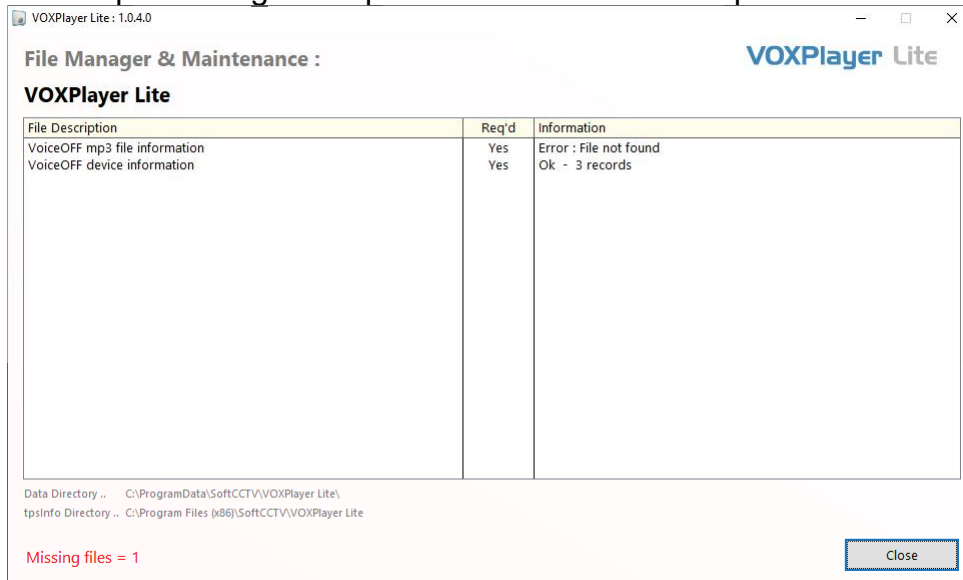 VOXPlayer Lite : 1.0.4.0
File Manager & Maintenance :
VOXPlayer Lite
VOXPlayer Lite
File Description Req'd Information
VoiceOFF mp3 file information Yes Error : File not found
VoiceOFF device information Yes Ok - 3 records
Data Directory .. C:\ProgramData\SoftCCTV\VOXPlayer Lite\
tpsInfo Directory .. C:\Program Files (x86)\SoftCCTV\VOXPlayer Lite
Missing files = 1
Close